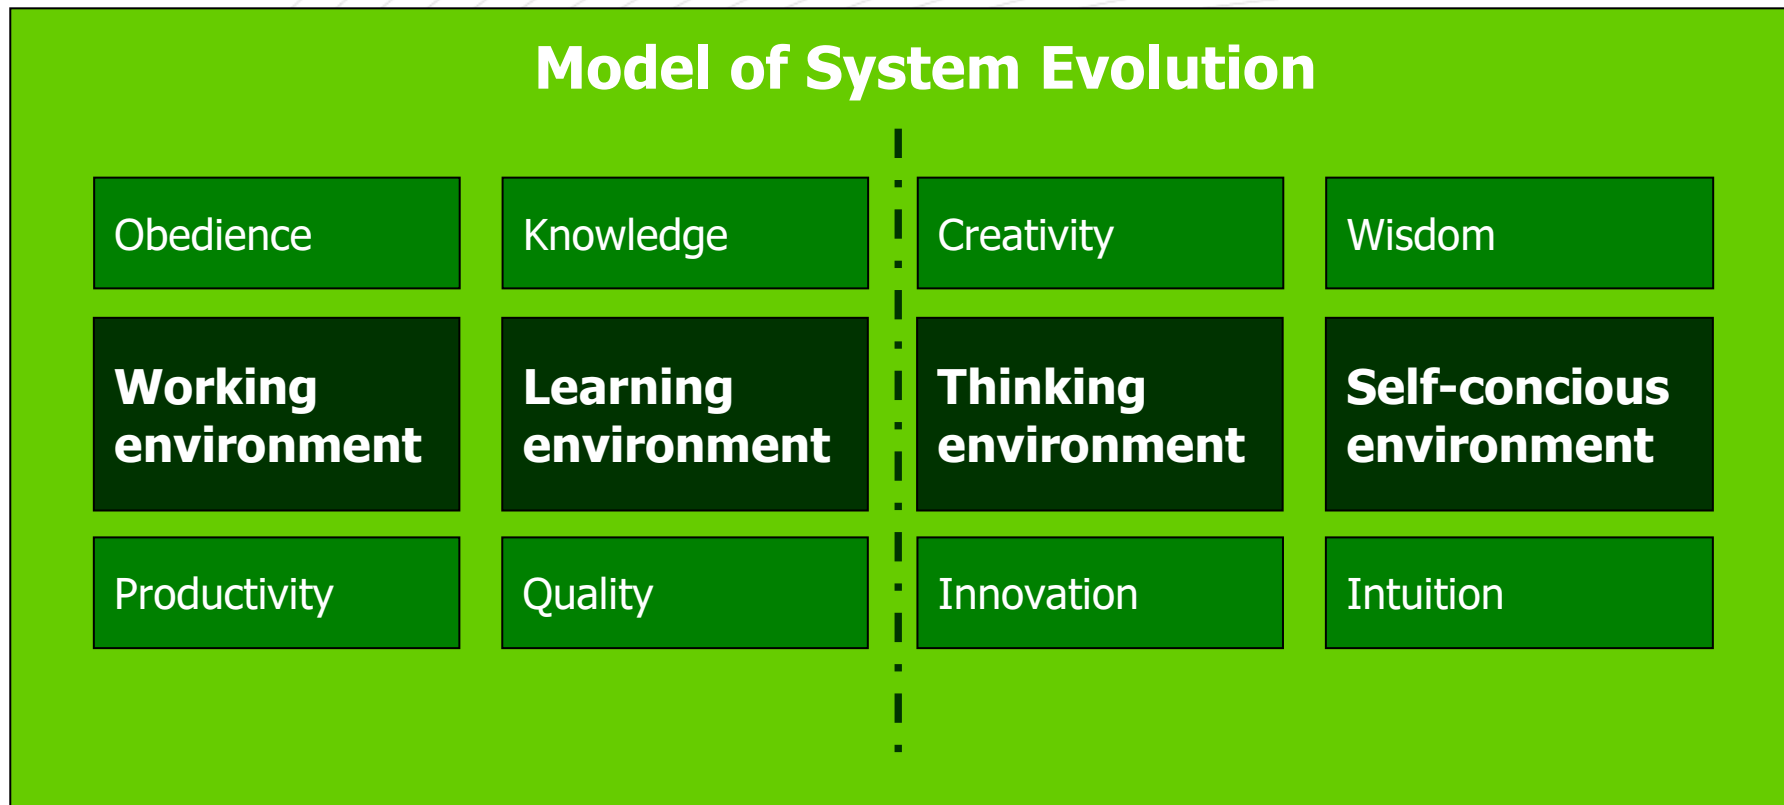 Model of System Evolution
Obedience
Knowledge
Creativity
Wisdom
Working
environment
Learning
environment
Thinking
environment
Self-concious
environment
Productivity
Quality
Innovation
Intuition